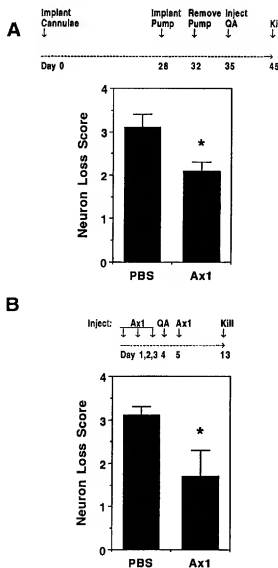 A
Implant Cannulae
Implant Pump
Remove Pump
Inject QA
Ki
Day 0 28 32 35 45
Neuron Loss Score
4
3
2
1
0
*
PBS Ax1
B
Inject: Ax1 QA Ax1 Kill
Day 1,2,3 4 5 13
Neuron Loss Score
4
3
2
1
0
*
PBS Ax1